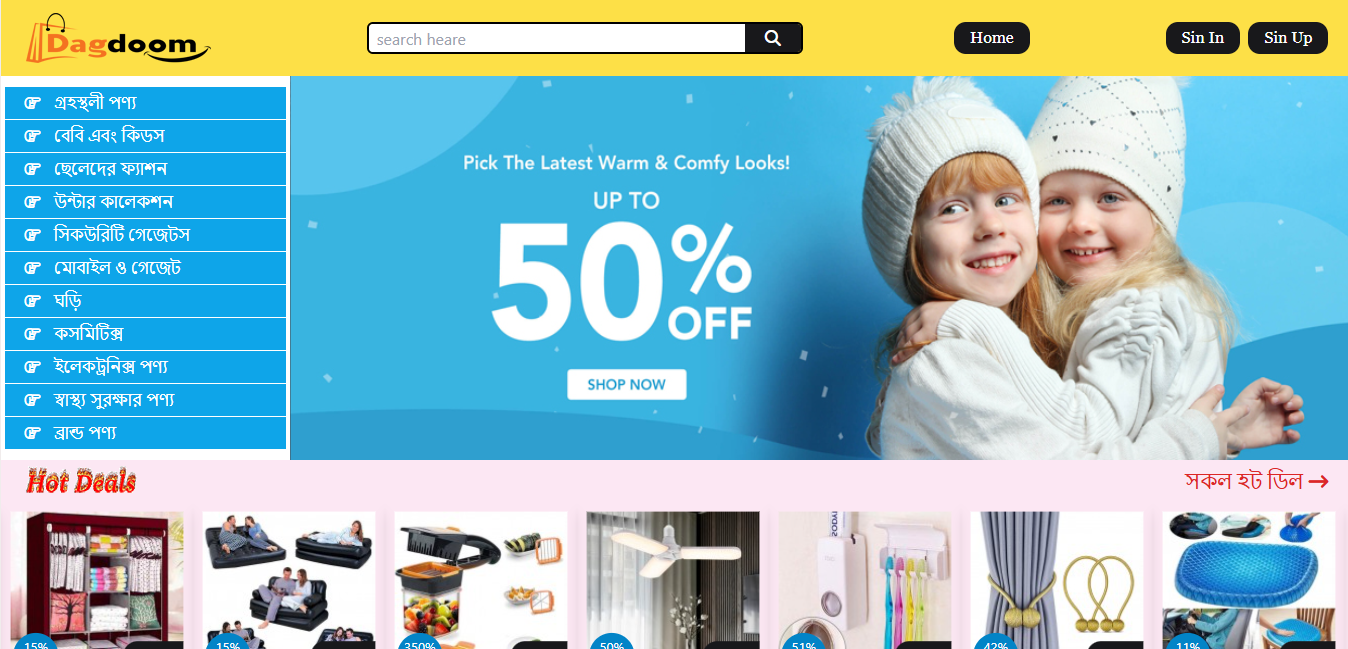 Dagdoom
search heare
Home
Sin In
Sin Up
গ্রহস্থলী পণ্য
বেবি এবং কিডস
ছেলেদের ফ্যাশন
উন্টার কালেকশন
সিকউরিটি গেজেটস
মোবাইল ও গেজেট
ঘড়ি
কসমিটিক্স
ইলেকট্রনিক্স পণ্য
স্বাস্থ্য সুরক্ষার পণ্য
ব্রান্ড পণ্য
Pick The Latest Warm & Comfy Looks!
UP TO
50% OFF
SHOP NOW
Hot Deals
সকল হট ডিল →
15%
15%
350%
50%
51%
42%
11%